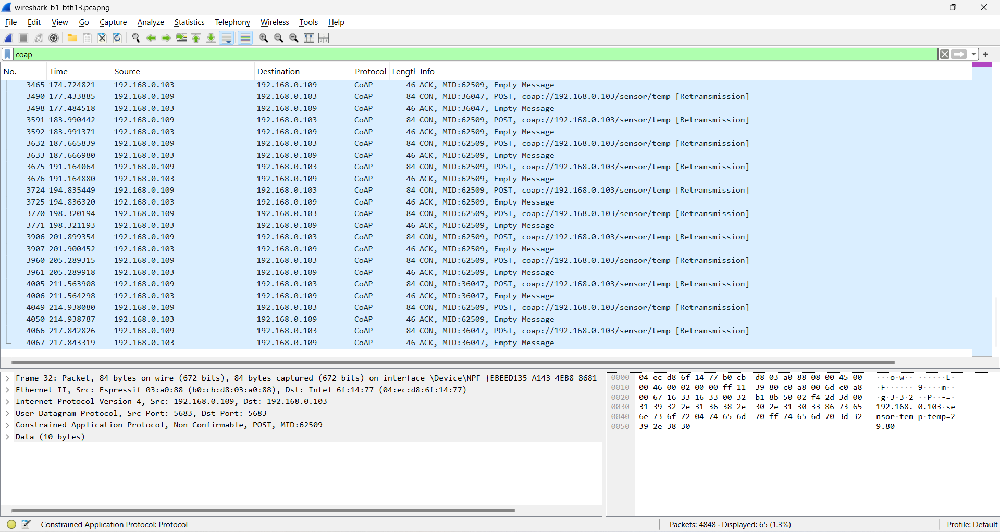 wireshark-b1-bth13.pcapng
File Edit View Go Capture Analyze Statistics Telephony Wireless Tools Help
coap
No. Time Source Destination Protocol Lengtl Info
3465 174.724821 192.168.0.103 192.168.0.109 CoAP 46 ACK, MID:62509, Empty Message
3490 177.433885 192.168.0.109 192.168.0.103 CoAP 84 CON, MID:36047, POST, coap://192.168.0.103/sensor/temp [Retransmission]
3498 177.484518 192.168.0.103 192.168.0.109 CoAP 46 ACK, MID:36047, Empty Message
3591 183.990442 192.168.0.109 192.168.0.103 CoAP 84 CON, MID:62509, POST, coap://192.168.0.103/sensor/temp [Retransmission]
3592 183.991371 192.168.0.103 192.168.0.109 CoAP 46 ACK, MID:62509, Empty Message
3632 187.665839 192.168.0.109 192.168.0.103 CoAP 84 CON, MID:62509, POST, coap://192.168.0.103/sensor/temp [Retransmission]
3633 187.666980 192.168.0.103 192.168.0.109 CoAP 46 ACK, MID:62509, Empty Message
3675 191.164064 192.168.0.109 192.168.0.103 CoAP 84 CON, MID:62509, POST, coap://192.168.0.103/sensor/temp [Retransmission]
3676 191.164880 192.168.0.103 192.168.0.109 CoAP 46 ACK, MID:62509, Empty Message
3724 194.835449 192.168.0.109 192.168.0.103 CoAP 84 CON, MID:62509, POST, coap://192.168.0.103/sensor/temp [Retransmission]
3725 194.836320 192.168.0.103 192.168.0.109 CoAP 46 ACK, MID:62509, Empty Message
3770 198.320194 192.168.0.109 192.168.0.103 CoAP 84 CON, MID:62509, POST, coap://192.168.0.103/sensor/temp [Retransmission]
3771 198.321193 192.168.0.103 192.168.0.109 CoAP 46 ACK, MID:62509, Empty Message
3906 201.899354 192.168.0.109 192.168.0.103 CoAP 84 CON, MID:62509, POST, coap://192.168.0.103/sensor/temp [Retransmission]
3907 201.900452 192.168.0.103 192.168.0.109 CoAP 46 ACK, MID:62509, Empty Message
3960 205.289315 192.168.0.109 192.168.0.103 CoAP 84 CON, MID:62509, POST, coap://192.168.0.103/sensor/temp [Retransmission]
3961 205.289918 192.168.0.103 192.168.0.109 CoAP 46 ACK, MID:62509, Empty Message
4005 211.563908 192.168.0.109 192.168.0.103 CoAP 84 CON, MID:36047, POST, coap://192.168.0.103/sensor/temp [Retransmission]
4006 211.564298 192.168.0.103 192.168.0.109 CoAP 46 ACK, MID:36047, Empty Message
4049 214.938080 192.168.0.109 192.168.0.103 CoAP 84 CON, MID:62509, POST, coap://192.168.0.103/sensor/temp [Retransmission]
4050 214.938787 192.168.0.103 192.168.0.109 CoAP 46 ACK, MID:62509, Empty Message
4066 217.842826 192.168.0.109 192.168.0.103 CoAP 84 CON, MID:36047, POST, coap://192.168.0.103/sensor/temp [Retransmission]
4067 217.843319 192.168.0.103 192.168.0.109 CoAP 46 ACK, MID:36047, Empty Message
Frame 32: Packet, 84 bytes on wire (672 bits), 84 bytes captured (672 bits) on interface \Device\NPF_{EBEED135-A143-4EB8-8681-
Ethernet II, Src: Espressif_03:a0:88 (b0:cb:d8:03:a0:88), Dst: Intel_6f:14:77 (04:ec:d8:6f:14:77)
Internet Protocol Version 4, Src: 192.168.0.109, Dst: 192.168.0.103
User Datagram Protocol, Src Port: 5683, Dst Port: 5683
Constrained Application Protocol, Non-Confirmable, POST, MID:62509
Data (10 bytes)
0000 04 ec d8 6f 14 77 b0 cb d8 03 a0 88 08 00 45 00 ···o·w·· ······E·
0010 00 46 00 02 00 00 ff 11 39 80 c0 a8 00 6d c0 a8 ·F······ 9····m··
0020 00 67 16 33 16 33 00 32 b1 8b 50 02 f4 2d 3d 00 ·g·3·3·2 ··P··-=·
0030 31 39 32 2e 31 36 38 2e 30 2e 31 30 33 86 73 65 192.168. 0.103·se
0040 6e 73 6f 72 04 74 65 6d 70 ff 74 65 6d 70 3d 32 nsor·tem p·temp=2
0050 39 2e 38 30 9.80
Constrained Application Protocol: Protocol
Packets: 4848 · Displayed: 65 (1.3%)
Profile: Default